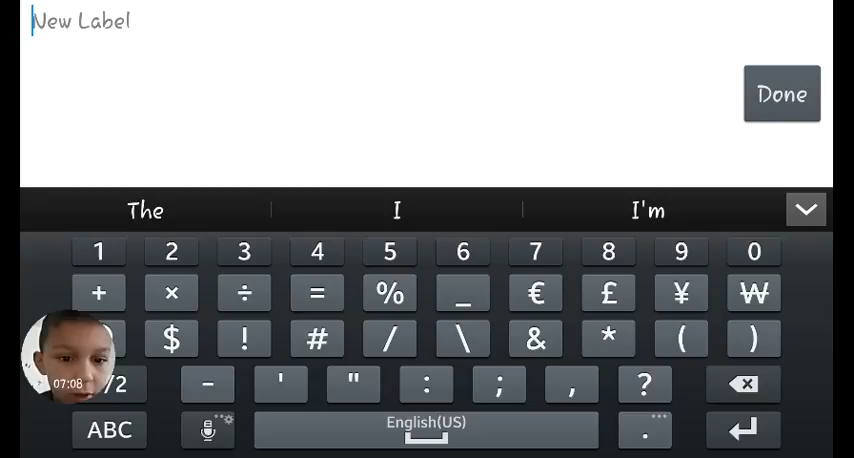 New Label
Done
The I I'm
1 2 3 4 5 6 7 8 9 0
+ × ÷ = % _ € £ ¥ ₩
$ ! # / \ & * ( )
07:08 /2 - ' " : ; , ?
ABC English(US) .